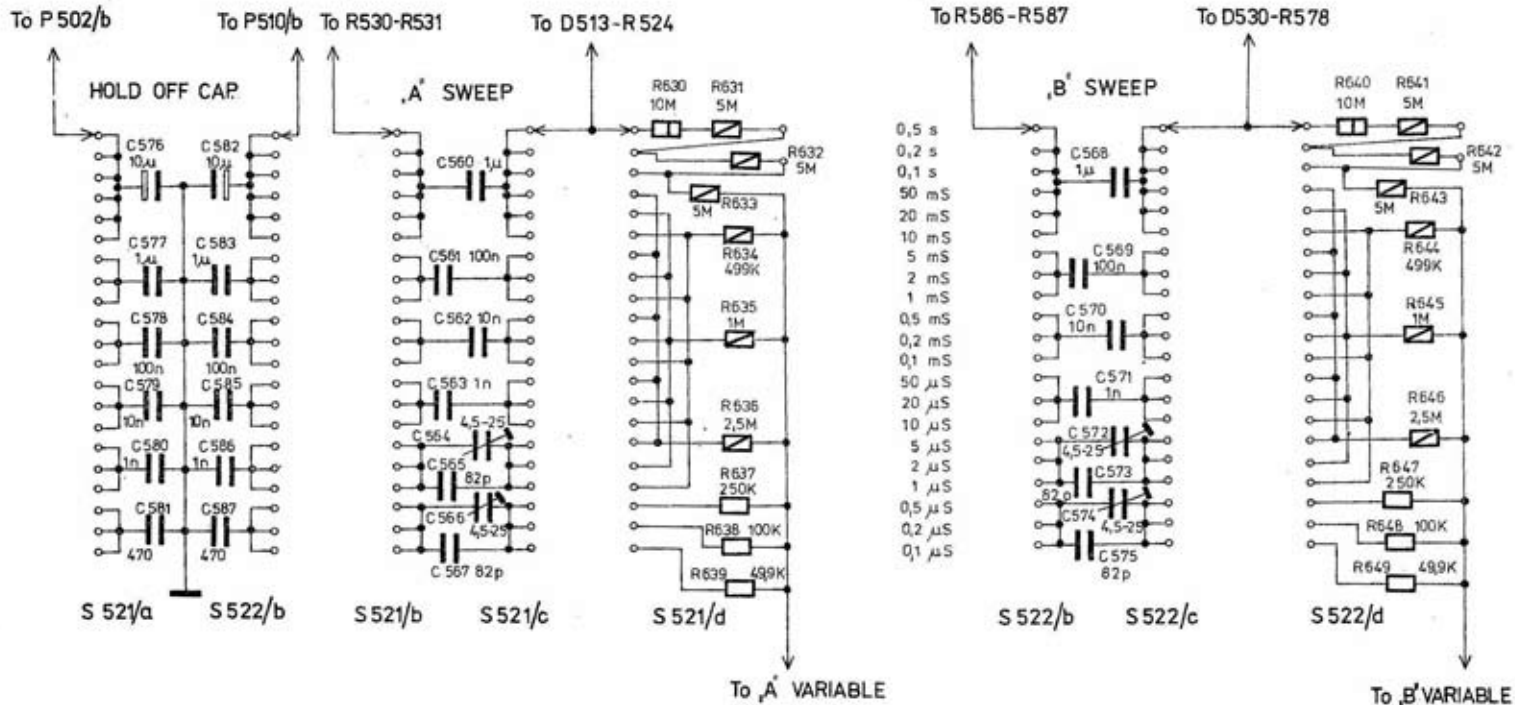 To P 502/b
To P510/b
To R530-R531
To D513-R 524
To R586-R587
To D530-R578
HOLD OFF CAP.
„A" SWEEP
„B" SWEEP
C576
10µ
C582
10µ
C577
1µ
C583
1µ
C578
100n
C584
100n
C579
10n
C585
10n
C580
1n
C586
1n
C581
470
C587
470
S 521/a
S 522/b
C560 1µ
C561 100n
C562 10n
C563 1n
C564
4,5-25
C565
82p
C566
4,5-25
C567 82p
S 521/b
S 521/c
R630
10M
R631
5M
R632
5M
R633
5M
R634
499K
R635
1M
R636
2,5M
R637
250K
R638 100K
R639 49,9K
S 521/d
To „A" VARIABLE
0,5 s
0,2 s
0,1 s
50 mS
20 mS
10 mS
5 mS
2 mS
1 mS
0,5 mS
0,2 mS
0,1 mS
50 µS
20 µS
10 µS
5 µS
2 µS
1 µS
0,5 µS
0,2 µS
0,1 µS
C568
1µ
C569
100n
C570
10n
C571
1n
C572
4,5-25
C573
82p
C574
4,5-25
C575
82p
S 522/b
S 522/c
R640
10M
R641
5M
R642
5M
R643
5M
R644
499K
R645
1M
R646
2,5M
R647
250K
R648 100K
R649 49,9K
S 522/d
To „B" VARIABLE